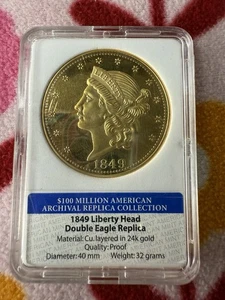 1849
$100 MILLION AMERICAN
ARCHIVAL REPLICA COLLECTION
1849 Liberty Head
Double Eagle Replica
Material: Cu. layered in 24k gold
Quality: Proof
Diameter: 40 mm Weight: 32 grams